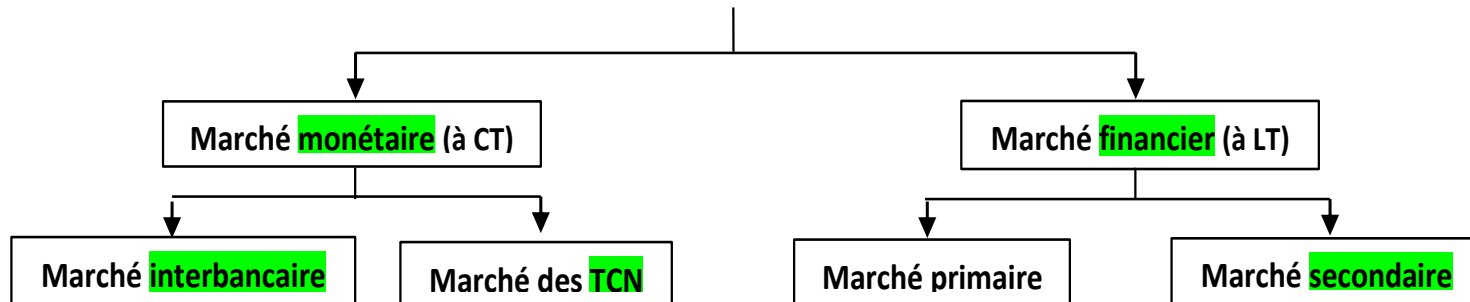 Marché monétaire (à CT)
Marché financier (à LT)
Marché interbancaire
Marché des TCN
Marché primaire
Marché secondaire